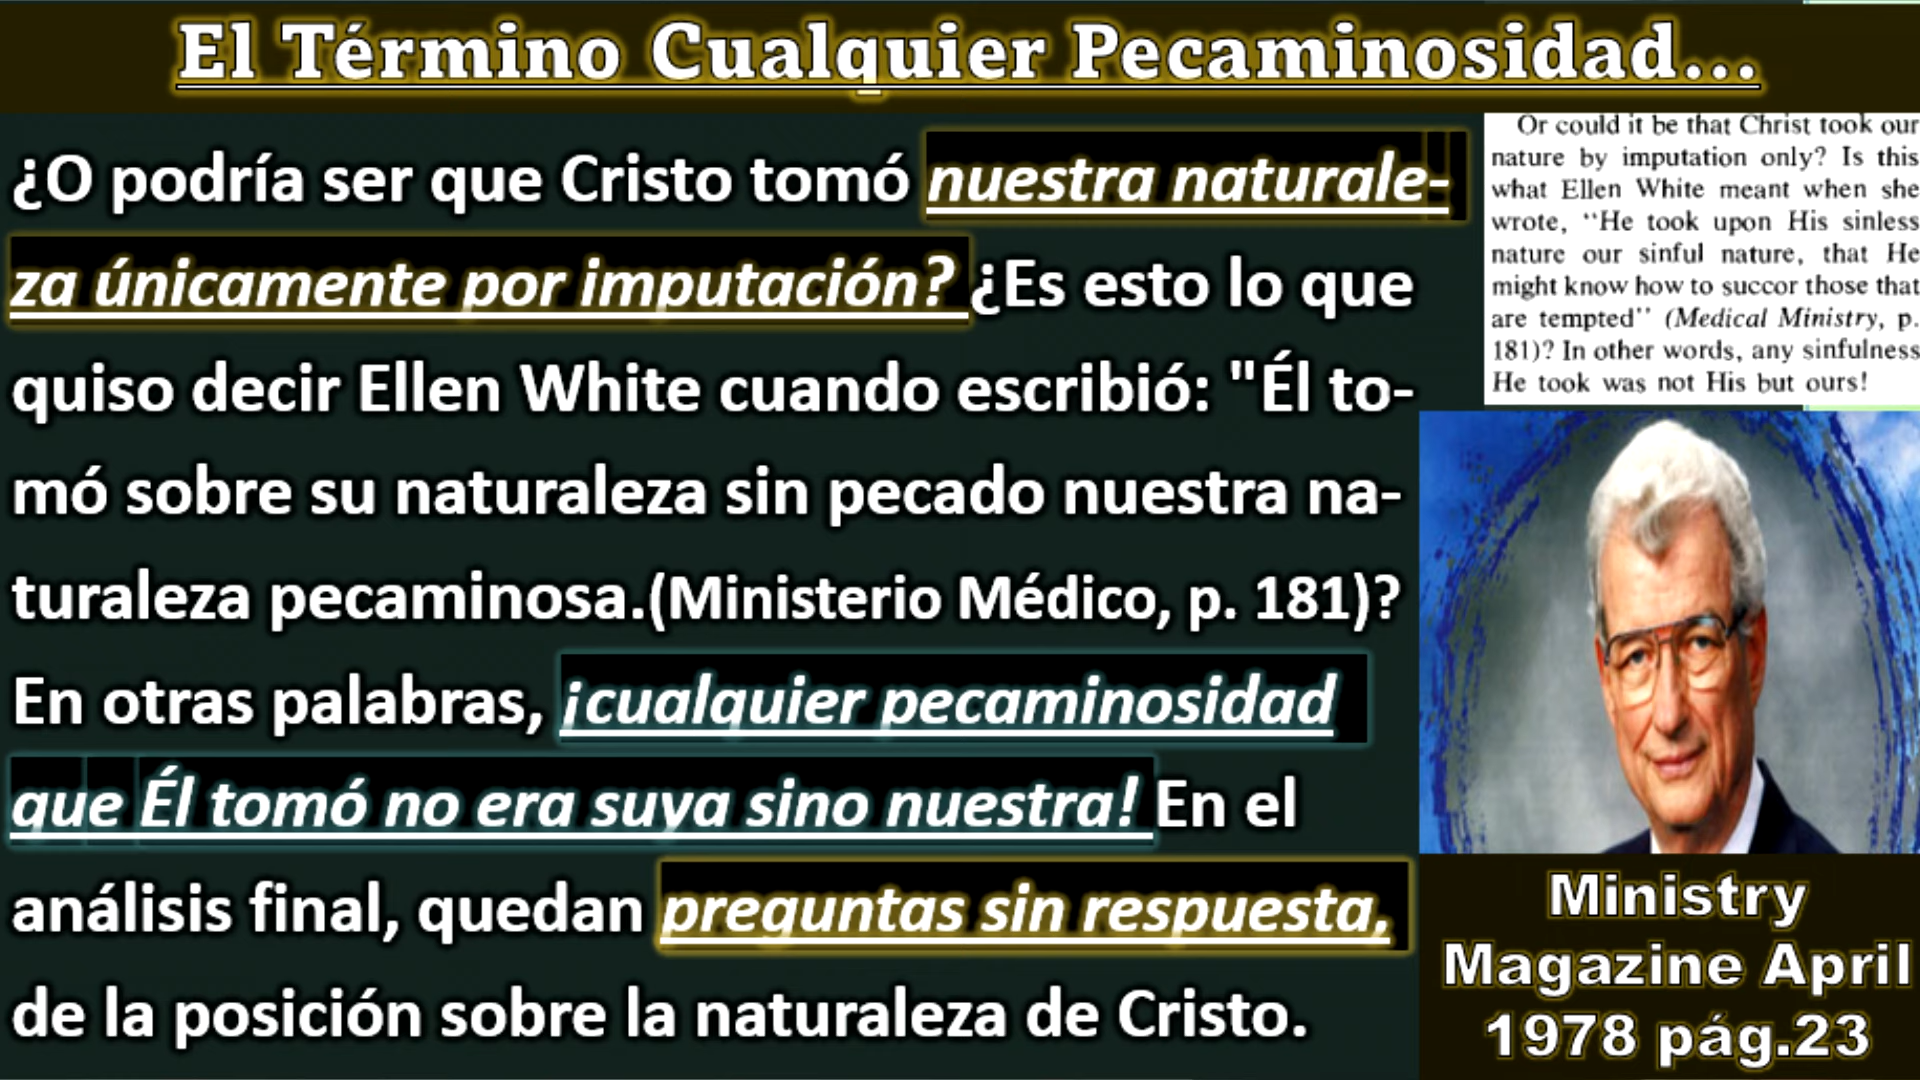 El Término Cualquier Pecaminosidad...
¿O podría ser que Cristo tomó nuestra naturale-
za únicamente por imputación? ¿Es esto lo que
quiso decir Ellen White cuando escribió: "Él to-
mó sobre su naturaleza sin pecado nuestra na-
turaleza pecaminosa.(Ministerio Médico, p. 181)?
En otras palabras, ¡cualquier pecaminosidad
que Él tomó no era suya sino nuestra! En el
análisis final, quedan preguntas sin respuesta,
de la posición sobre la naturaleza de Cristo.
Or could it be that Christ took our
nature by imputation only? Is this
what Ellen White meant when she
wrote, ‘‘He took upon His sinless
nature our sinful nature, that He
might know how to succor those that
are tempted’’ (Medical Ministry, p.
181)? In other words, any sinfulness
He took was not His but ours!
Ministry
Magazine April
1978 pág.23